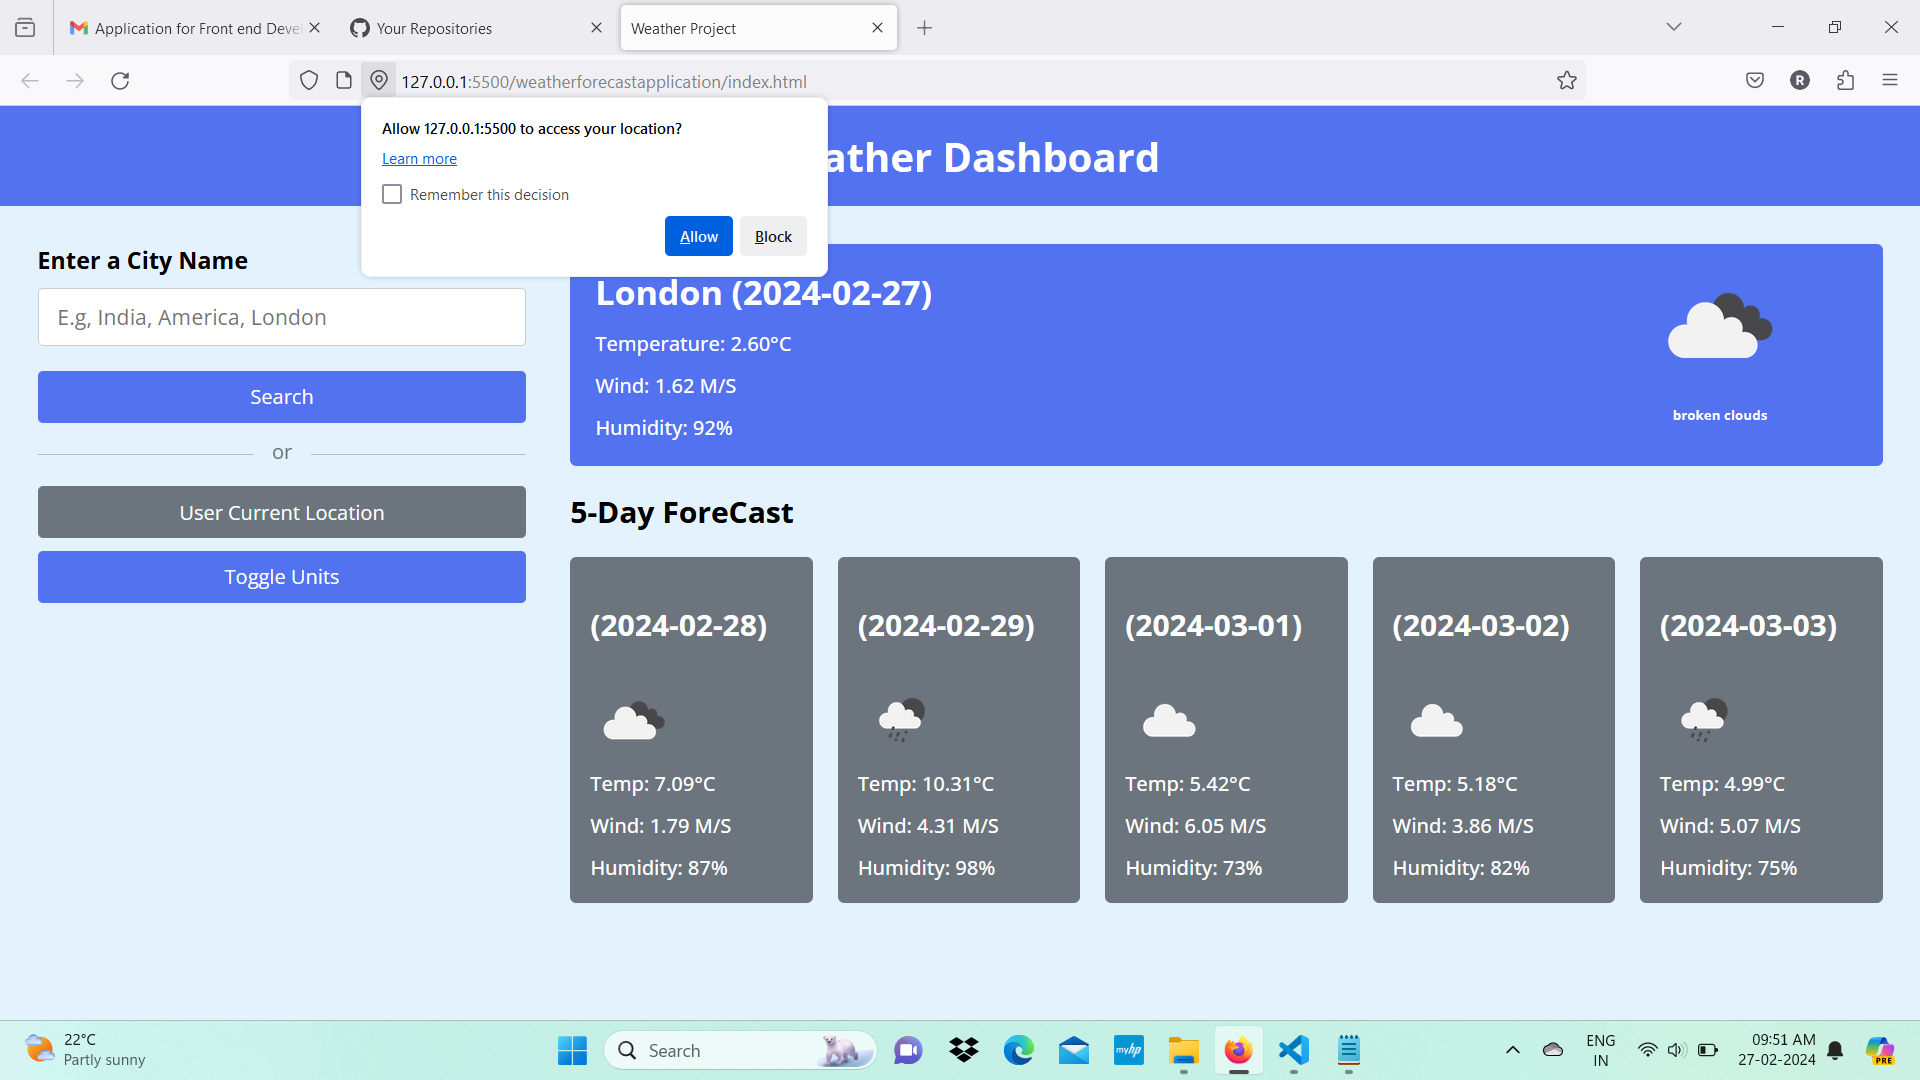 Application for Front end Devel
Your Repositories
Weather Project
127.0.0.1:5500/weatherforecastapplication/index.html
R
Allow 127.0.0.1:5500 to access your location?
Learn more
Remember this decision
Allow
Block
ather Dashboard
Enter a City Name
E.g, India, America, London
Search
or
User Current Location
Toggle Units
London (2024-02-27)
Temperature: 2.60°C
Wind: 1.62 M/S
Humidity: 92%
broken clouds
5-Day ForeCast
(2024-02-28)
Temp: 7.09°C
Wind: 1.79 M/S
Humidity: 87%
(2024-02-29)
Temp: 10.31°C
Wind: 4.31 M/S
Humidity: 98%
(2024-03-01)
Temp: 5.42°C
Wind: 6.05 M/S
Humidity: 73%
(2024-03-02)
Temp: 5.18°C
Wind: 3.86 M/S
Humidity: 82%
(2024-03-03)
Temp: 4.99°C
Wind: 5.07 M/S
Humidity: 75%
22°C
Partly sunny
Search
myhp
ENG
IN
09:51 AM
27-02-2024
PRE